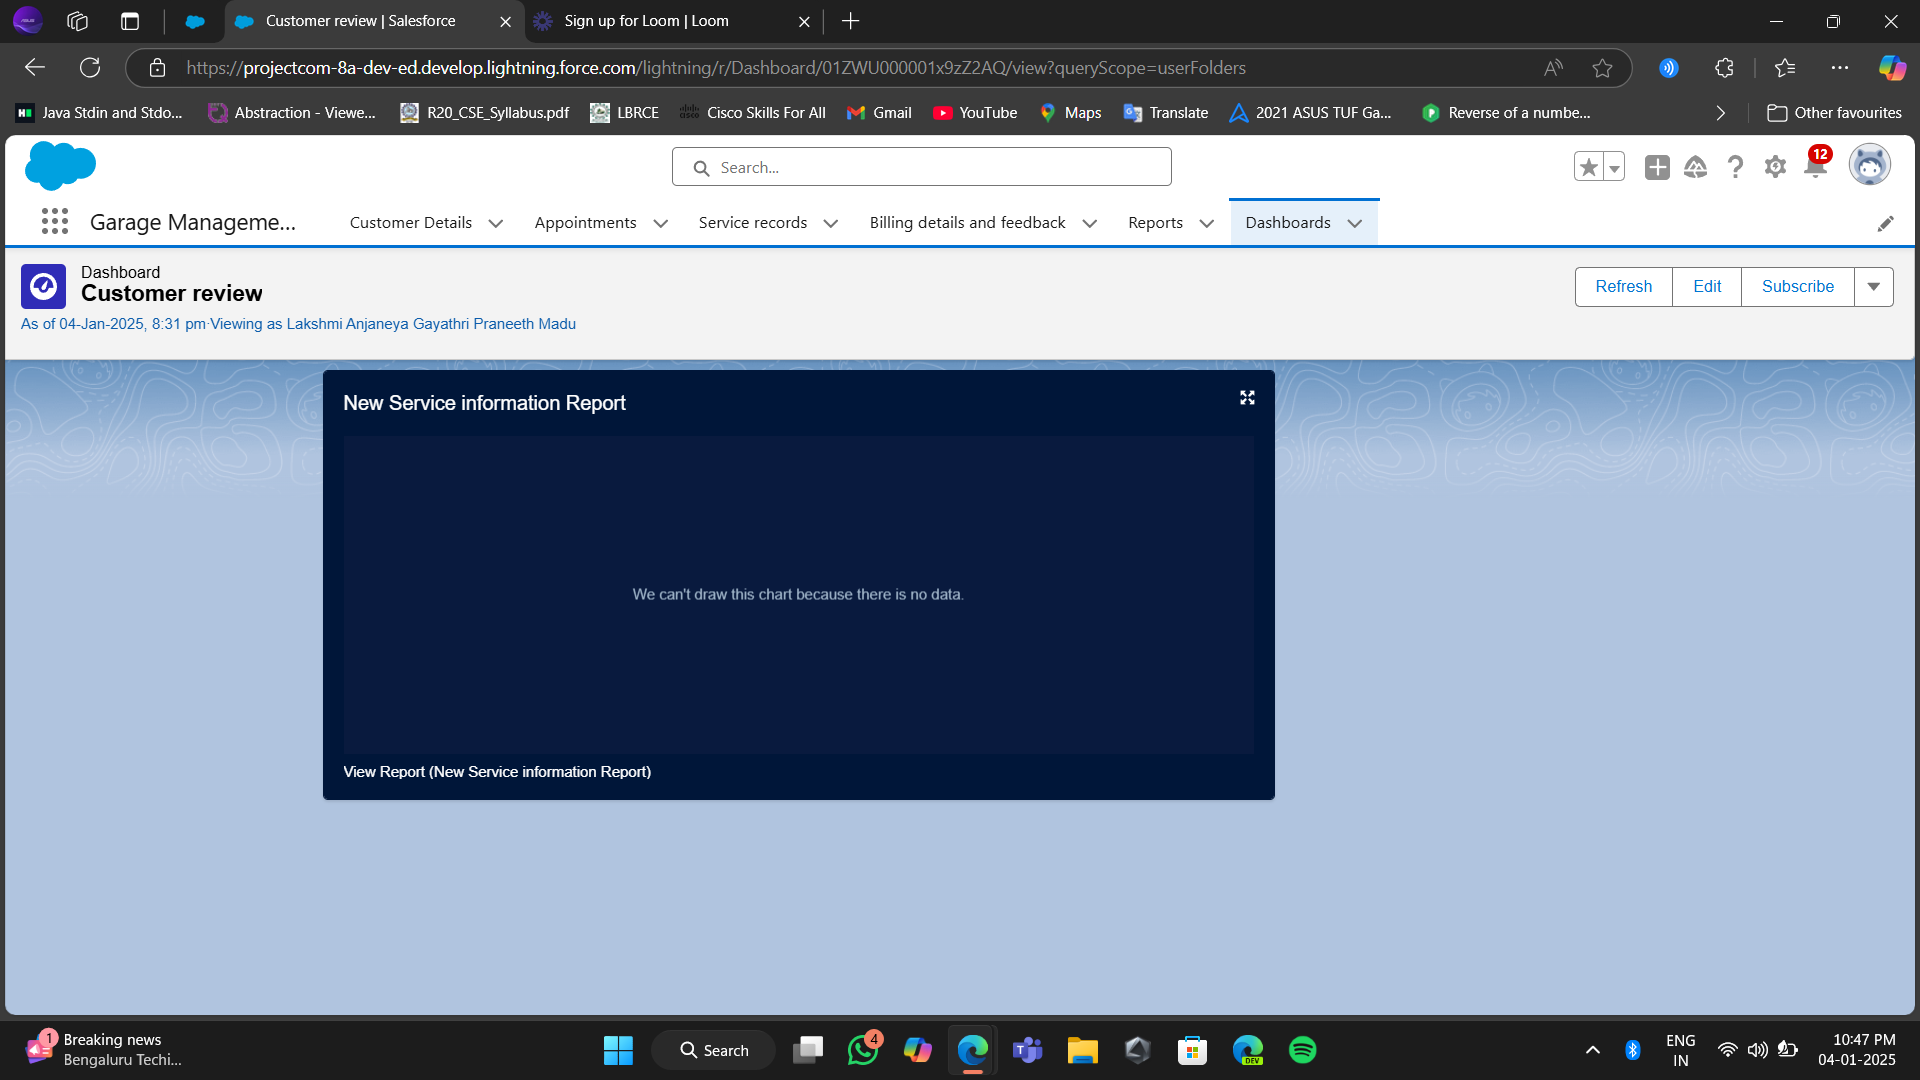 Customer review | Salesforce
Sign up for Loom | Loom
https://projectcom-8a-dev-ed.develop.lightning.force.com/lightning/r/Dashboard/01ZWU000001x9zZ2AQ/view?queryScope=userFolders
Java Stdin and Stdo...
Abstraction - Viewe...
R20_CSE_Syllabus.pdf
LBRCE
Cisco Skills For All
Gmail
YouTube
Maps
Translate
2021 ASUS TUF Ga...
Reverse of a numbe...
Other favourites
Search...
12
Garage Manageme...
Customer Details
Appointments
Service records
Billing details and feedback
Reports
Dashboards
Dashboard
Customer review
As of 04-Jan-2025, 8:31 pm·Viewing as Lakshmi Anjaneya Gayathri Praneeth Madu
Refresh
Edit
Subscribe
New Service information Report
We can't draw this chart because there is no data.
View Report (New Service information Report)
1
Breaking news
Bengaluru Techi...
Search
4
DEV
ENG
IN
10:47 PM
04-01-2025